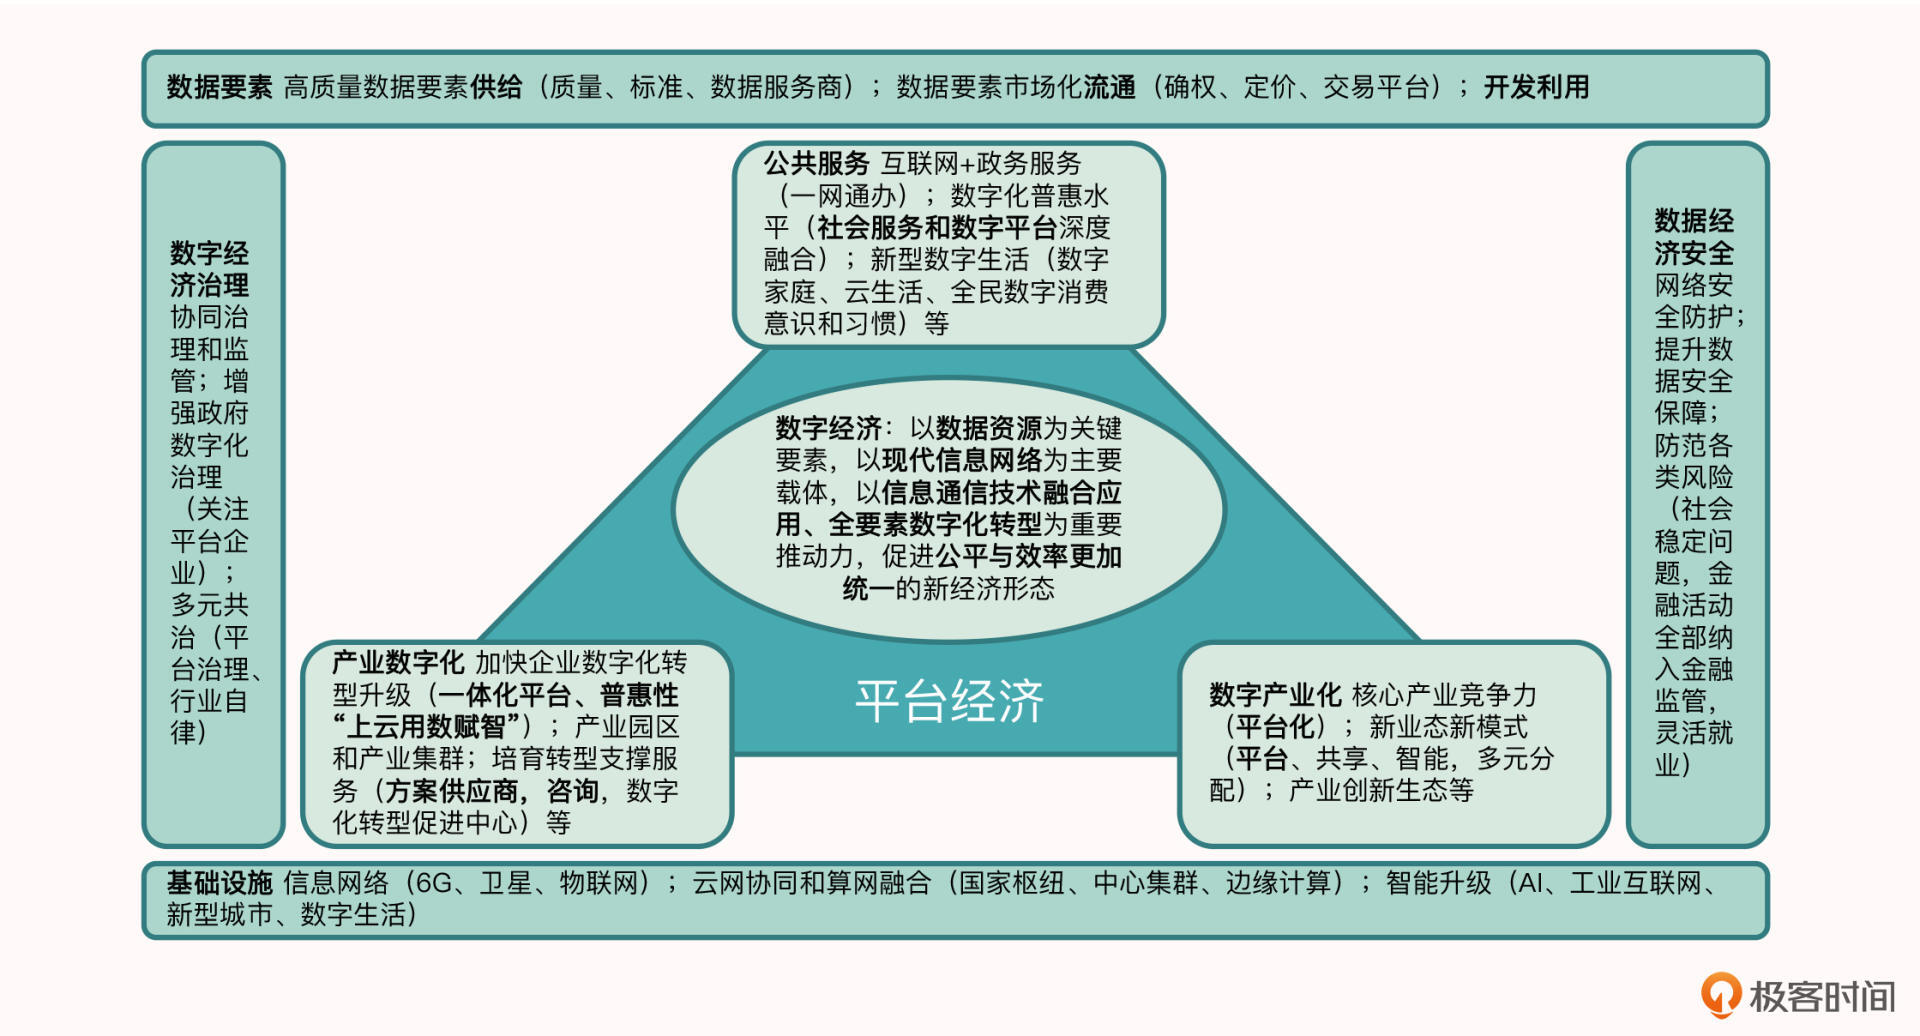 数据要素 高质量数据要素供给（质量、标准、数据服务商）；数据要素市场化流通（确权、定价、交易平台）；开发利用
公共服务 互联网+政务服务
（一网通办）；数字化普惠水
平（社会服务和数字平台深度
融合）；新型数字生活（数字
家庭、云生活、全民数字消费
意识和习惯）等
数字经
济治理
协同治
理和监
管；增
强政府
数字化
治理
（关注
平台企
业）；
多元共
治（平
台治理、
行业自
律）
数字经济：以数据资源为关键
要素，以现代信息网络为主要
载体，以信息通信技术融合应
用、全要素数字化转型为重要
推动力，促进公平与效率更加
统一的新经济形态
数据经
济安全
网络安
全防护；
提升数
据安全
保障；
防范各
类风险
（社会
稳定问
题，金
融活动
全部纳
入金融
监管，
灵活就
业）
产业数字化 加快企业数字化转
型升级（一体化平台、普惠性
“上云用数赋智”）；产业园区
和产业集群；培育转型支撑服
务（方案供应商，咨询，数字
化转型促进中心）等
平台经济
数字产业化 核心产业竞争力
（平台化）；新业态新模式
（平台、共享、智能，多元分
配）；产业创新生态等
基础设施 信息网络（6G、卫星、物联网）；云网协同和算网融合（国家枢纽、中心集群、边缘计算）；智能升级（AI、工业互联网、
新型城市、数字生活）
极客时间